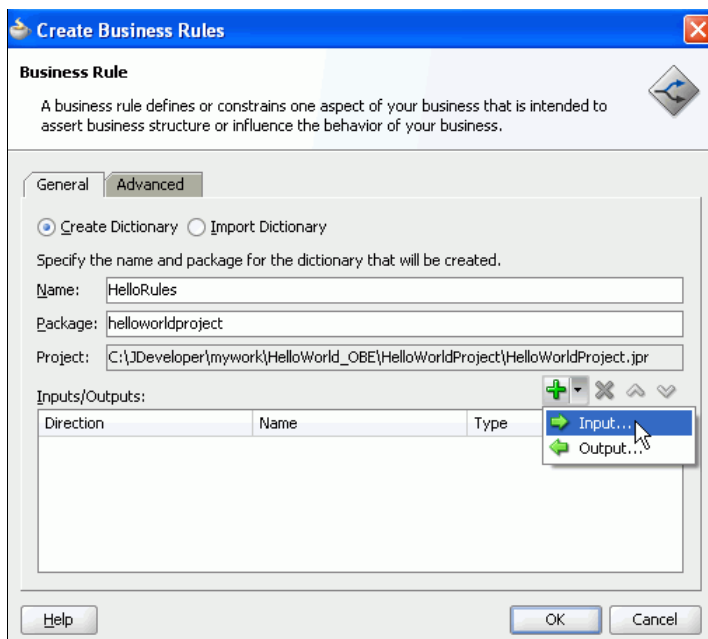 Create Business Rules
Business Rule
A business rule defines or constrains one aspect of your business that is intended to
assert business structure or influence the behavior of your business.
General Advanced
Create Dictionary Import Dictionary
Specify the name and package for the dictionary that will be created.
Name: HelloRules
Package: helloworldproject
Project: C:\JDeveloper\mywork\HelloWorld_OBE\HelloWorldProject\HelloWorldProject.jpr
Inputs/Outputs:
Direction Name Type
Input...
Output...
Help OK Cancel